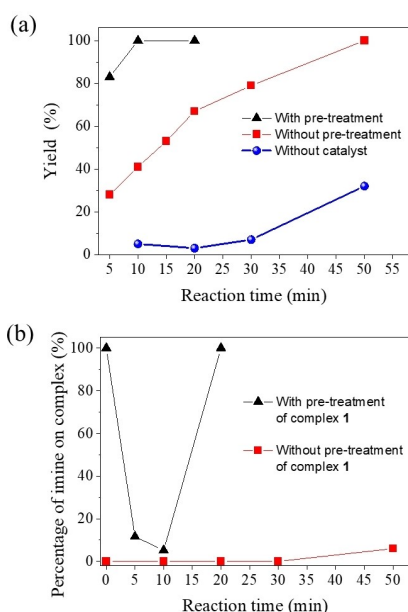 (a)
100
80
60
40
20
0
Yield (%)
With pre-treatment
Without pre-treatment
Without catalyst
5 10 15 20 25 30 35 40 45 50 55
Reaction time (min)
(b)
100
80
60
40
20
0
Percentage of imine on complex (%)
With pre-treatment
of complex 1
Without pre-treatment
of complex 1
0 5 10 15 20 25 30 35 40 45 50
Reaction time (min)